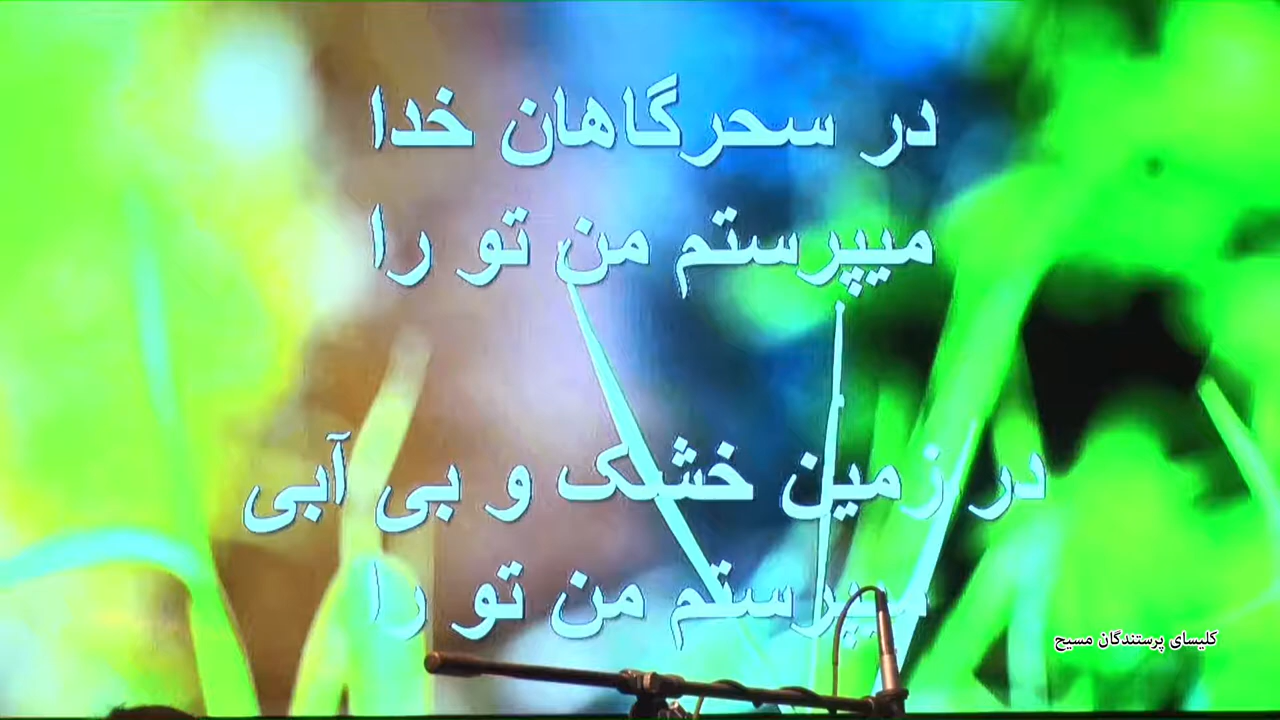 در سحرگاهان خدا
میپرستم من تو را
در زمین خشک و بی آبی
میپرستم من تو را
کلیسای پرستندگان مسیح